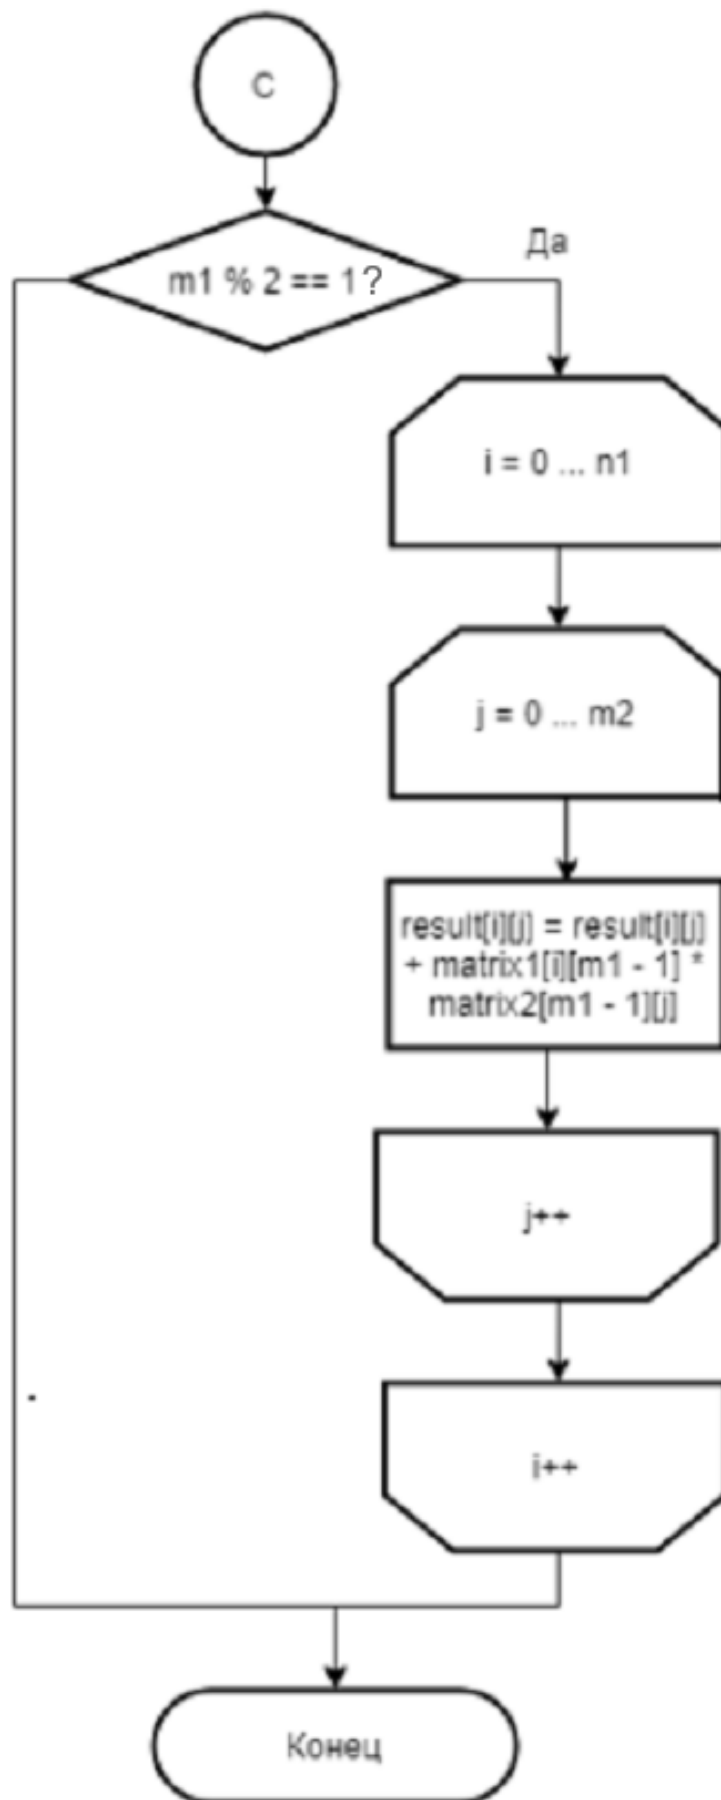 C
m1 % 2 == 1?
Да
i = 0 ... n1
j = 0 ... m2
result[i][j] = result[i][j]
+ matrix1[i][m1 - 1] *
matrix2[m1 - 1][j]
j++
i++
Конец